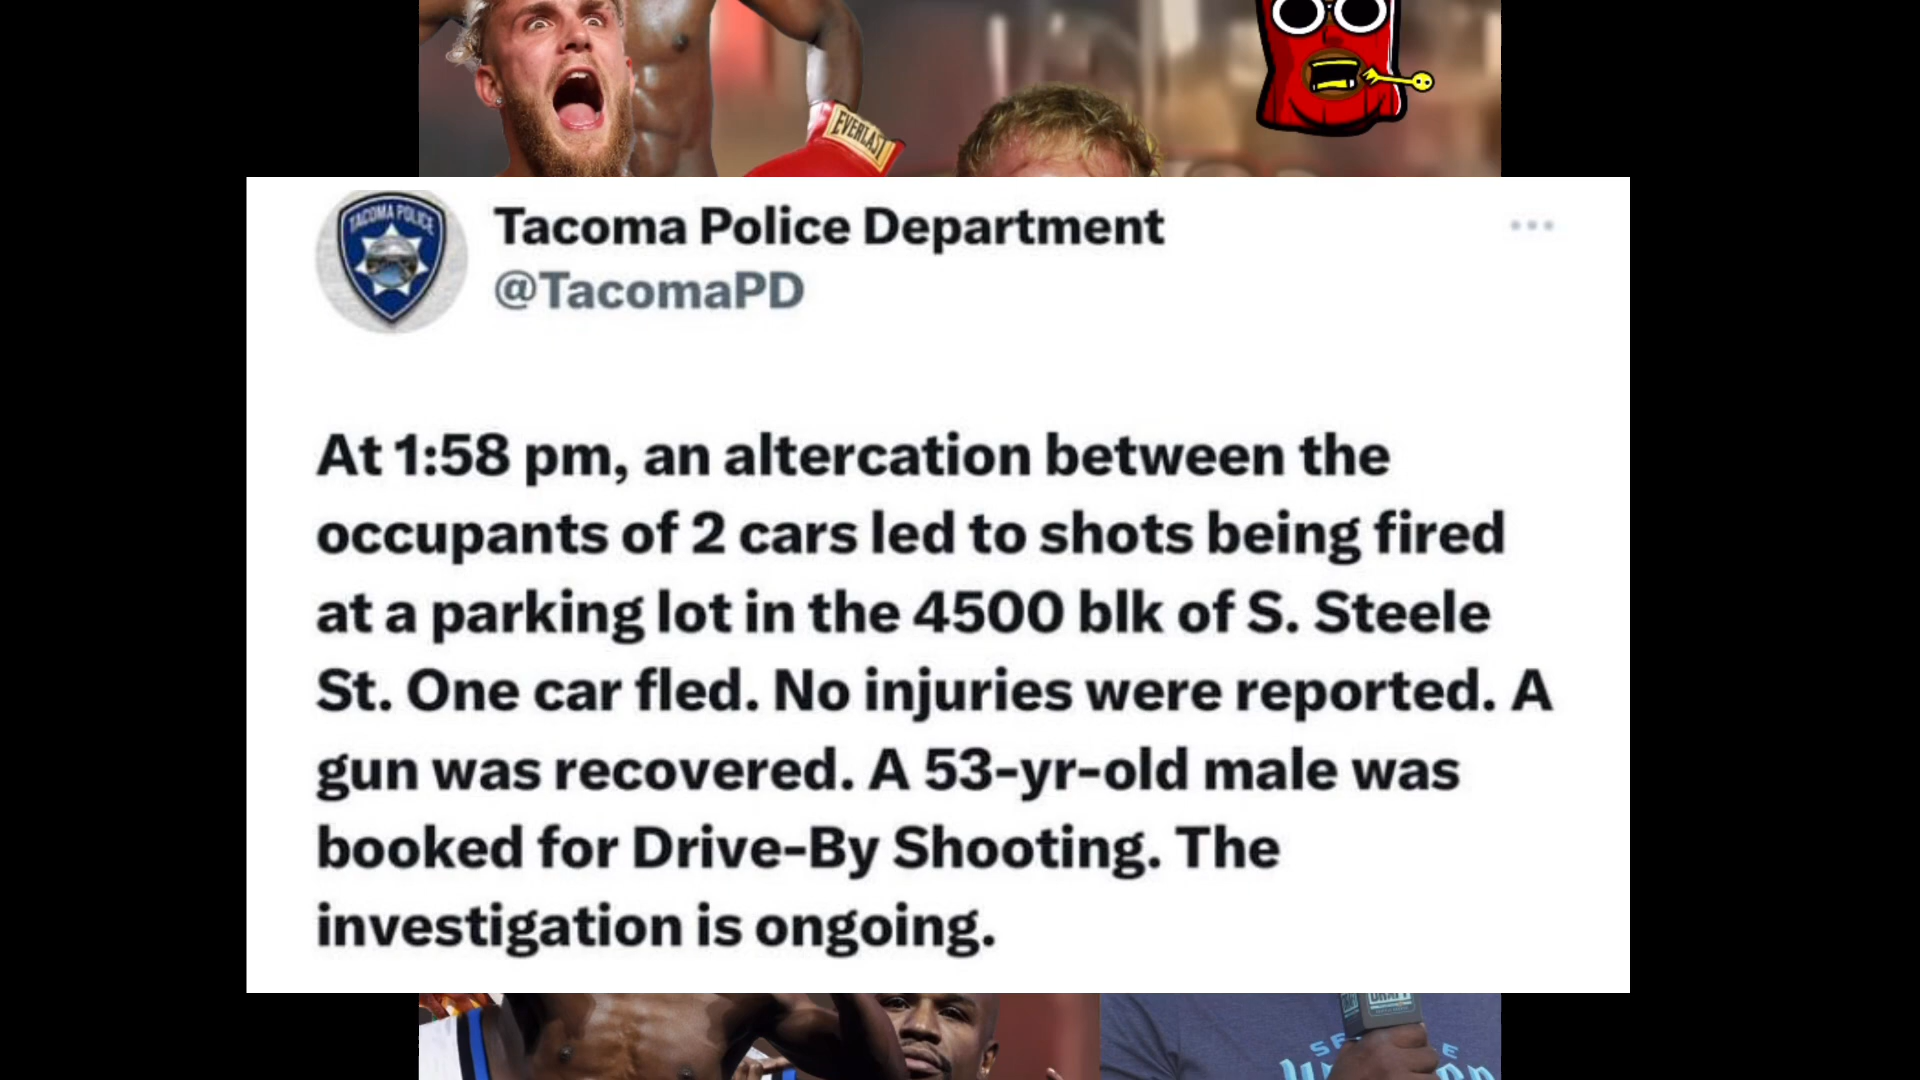 EVERLAST
TACOMA POLICE
Tacoma Police Department
@TacomaPD
At 1:58 pm, an altercation between the
occupants of 2 cars led to shots being fired
at a parking lot in the 4500 blk of S. Steele
St. One car fled. No injuries were reported. A
gun was recovered. A 53-yr-old male was
booked for Drive-By Shooting. The
investigation is ongoing.